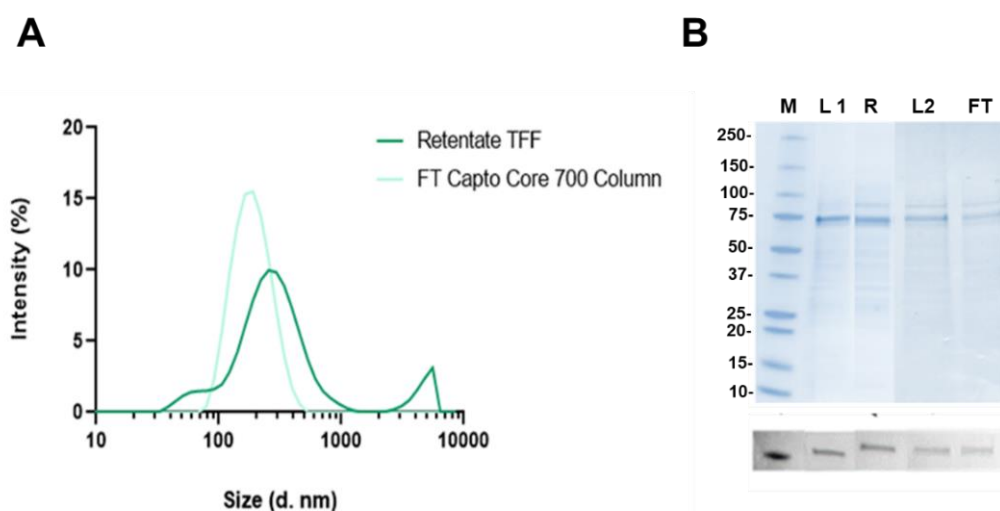 A
Intensity (%)
20
15
10
5
0
10
100
1000
10000
Size (d. nm)
Retentate TFF
FT Capto Core 700 Column
B
M L 1 R L2 FT
250-
150-
100-
75-
50-
37-
25-
20-
15-
10-